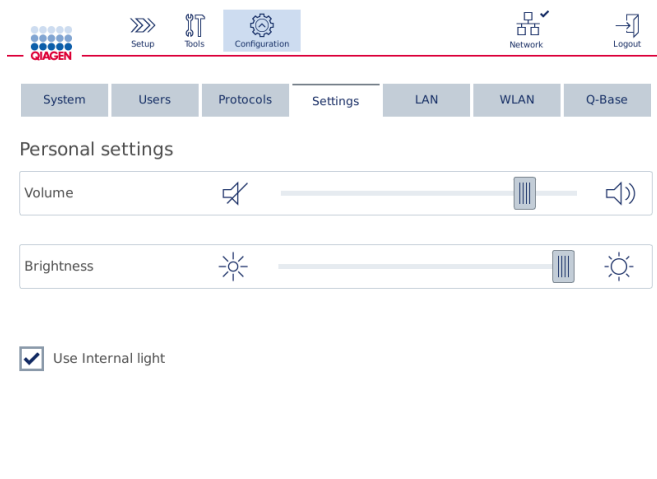 QIAGEN
Setup
Tools
Configuration
Network
Logout
System
Users
Protocols
Settings
LAN
WLAN
Q-Base
Personal settings
Volume
Brightness
Use Internal light